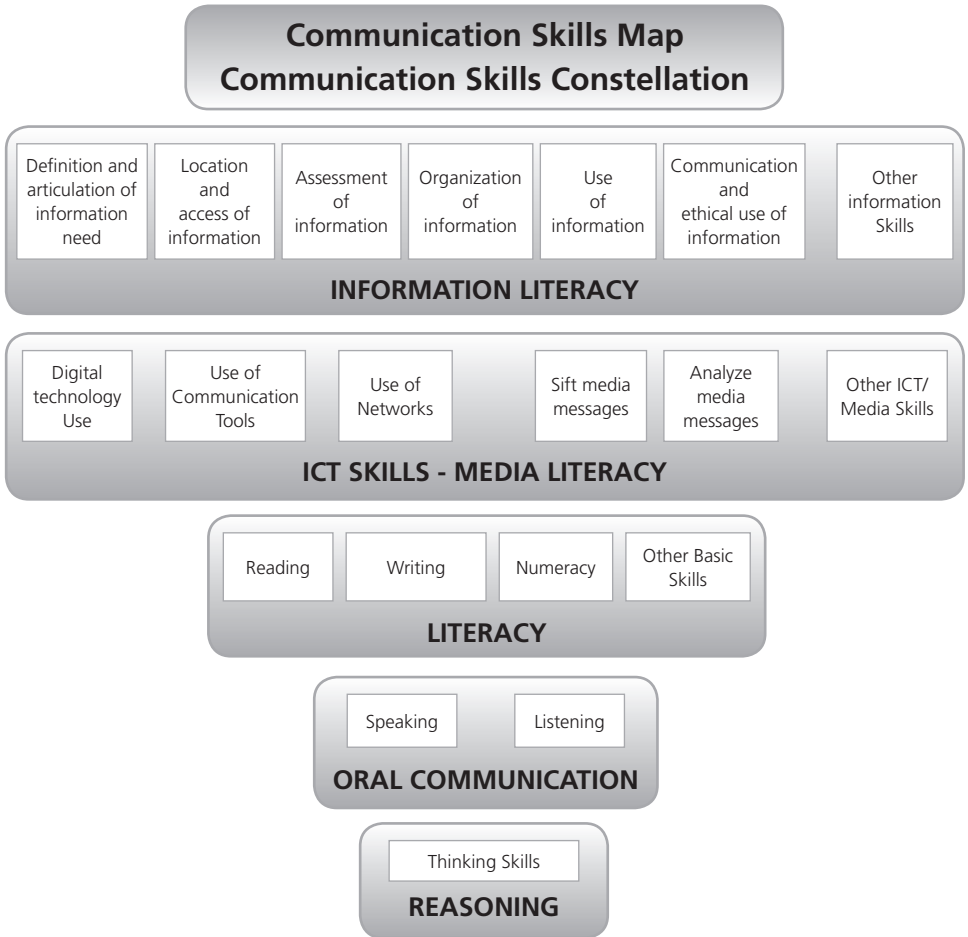 Communication Skills Map
Communication Skills Constellation
Definition and
articulation of
information
need
Location
and
access of
information
Assessment
of
information
Organization
of
information
Use
of
information
Communication
and
ethical use of
information
Other
information
Skills
INFORMATION LITERACY
Digital
technology
Use
Use of
Communication
Tools
Use of
Networks
Sift media
messages
Analyze
media
messages
Other ICT/
Media Skills
ICT SKILLS - MEDIA LITERACY
Reading
Writing
Numeracy
Other Basic
Skills
LITERACY
Speaking
Listening
ORAL COMMUNICATION
Thinking Skills
REASONING